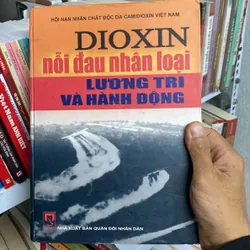 HỘI NẠN NHÂN CHẤT ĐỘC DA CAM/DIOXIN VIỆT NAM
DIOXIN
nỗi đau nhân loại
LƯƠNG TRI
VÀ HÀNH ĐỘNG
NHÀ XUẤT BẢN QUÂN ĐỘI NHÂN DÂN